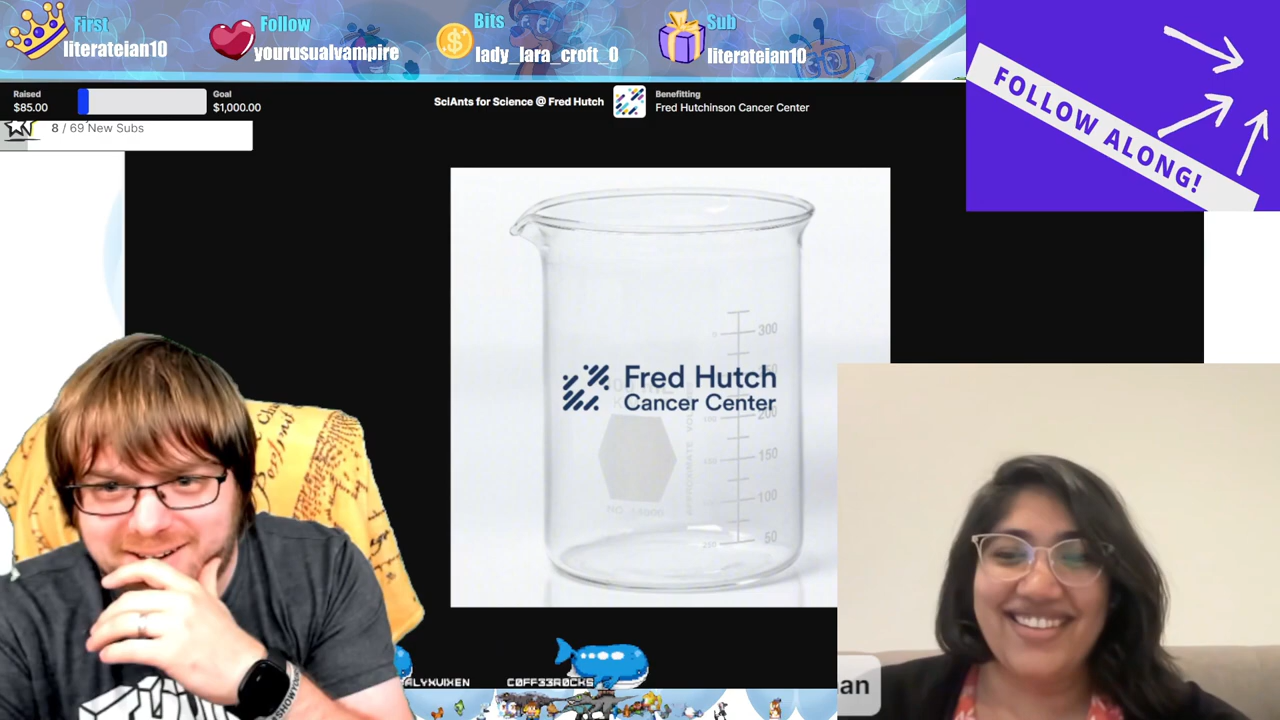 First
literateian10
Follow
yourusualvampire
Bits
lady_lara_croft_0
Sub
literateian10
FOLLOW ALONG!
Raised
$85.00
Goal
$1,000.00
SciAnts for Science @ Fred Hutch
Benefitting
Fred Hutchinson Cancer Center
8 / 69 New Subs
300
Fred Hutch
Cancer Center
200
150
100
50
APPROXIMATE
ALYXVIXEN
C0FF33R0CKS
an